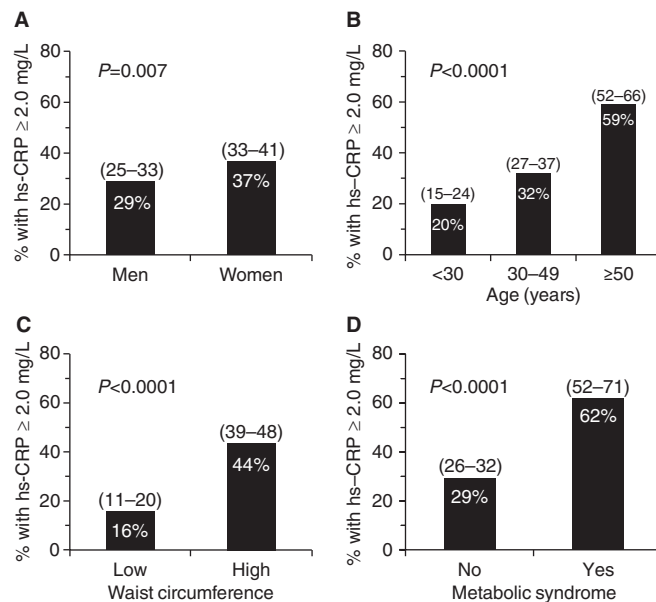 A
% with hs-CRP ≥ 2.0 mg/L
80
60
40
20
0
P=0.007
(25–33)
29%
(33–41)
37%
Men
Women
B
% with hs–CRP ≥ 2.0 mg/L
80
60
40
20
0
P<0.0001
(15–24)
20%
(27–37)
32%
(52–66)
59%
<30
30–49
≥50
Age (years)
C
% with hs-CRP ≥ 2.0 mg/L
80
60
40
20
0
P<0.0001
(11–20)
16%
(39–48)
44%
Low
High
Waist circumference
D
% with hs–CRP ≥ 2.0 mg/L
80
60
40
20
0
P<0.0001
(26–32)
29%
(52–71)
62%
No
Yes
Metabolic syndrome